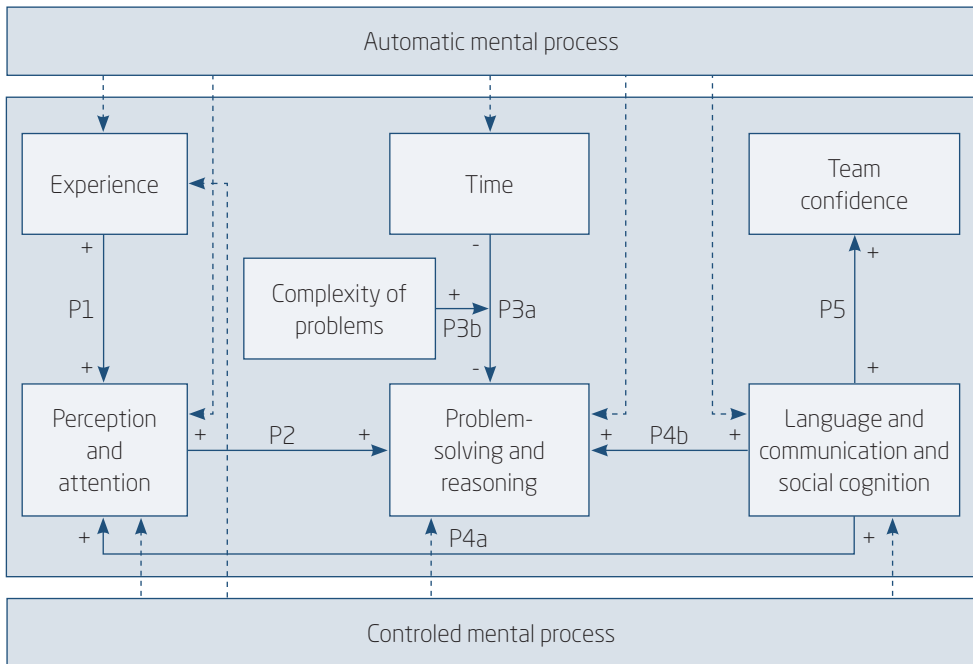 Automatic mental process
Experience
Time
Team
confidence
+
-
+
Complexity of
problems
+
P1
P3b
P3a
P5
+
-
+
Perception
and
attention
+
P2
+
Problem-
solving and
reasoning
+
P4b
+
Language and
communication and
social cognition
+
P4a
+
Controled mental process